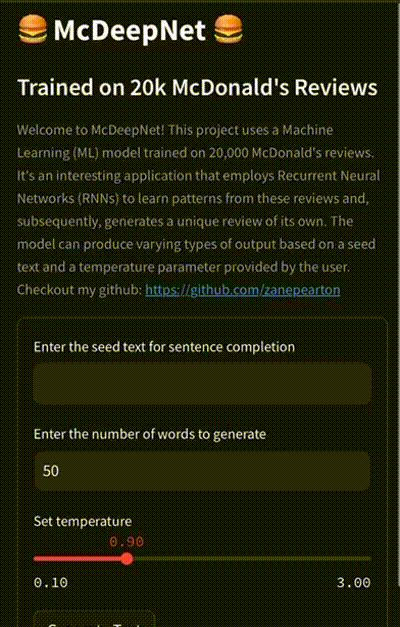 🍔 McDeepNet 🍔
Trained on 20k McDonald's Reviews
Welcome to McDeepNet! This project uses a Machine
Learning (ML) model trained on 20,000 McDonald's reviews.
It's an interesting application that employs Recurrent Neural
Networks (RNNs) to learn patterns from these reviews and,
subsequently, generates a unique review of its own. The
model can produce varying types of output based on a seed
text and a temperature parameter provided by the user.
Checkout my github: https://github.com/zanepearton
Enter the seed text for sentence completion
Enter the number of words to generate
50
Set temperature
0.90
0.10 3.00